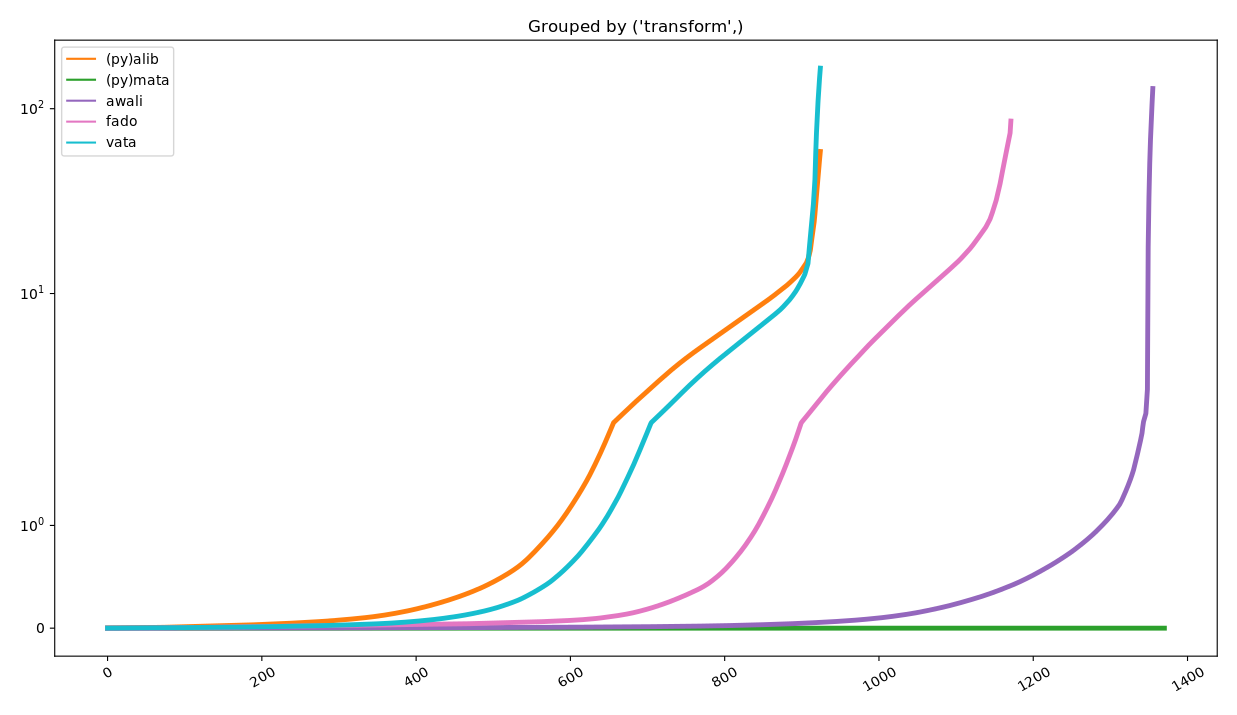 Grouped by ('transform',)
(py)alib
(py)mata
awali
fado
vata
10²
10¹
10⁰
0
0
200
400
600
800
1000
1200
1400